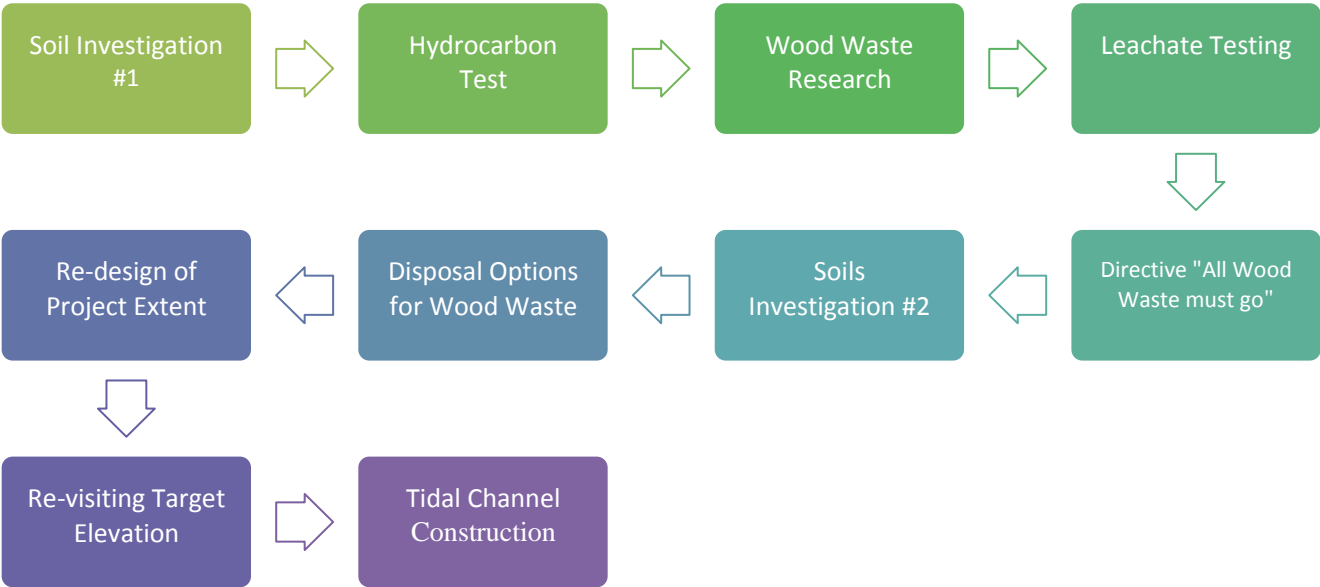 Soil Investigation
#1
Hydrocarbon
Test
Wood Waste
Research
Leachate Testing
Directive "All Wood
Waste must go"
Soils
Investigation #2
Disposal Options
for Wood Waste
Re-design of
Project Extent
Re-visiting Target
Elevation
Tidal Channel
Construction